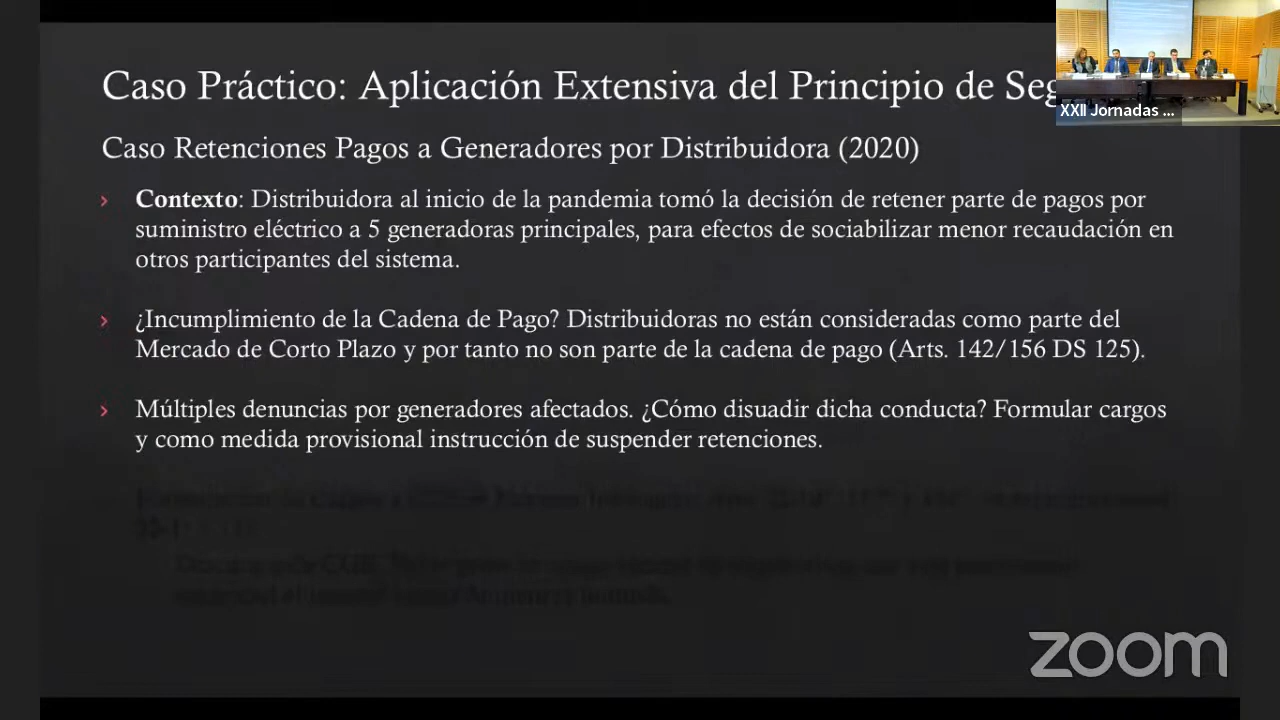 Caso Práctico: Aplicación Extensiva del Principio de
XXII Jornadas ...
Caso Retenciones Pagos a Generadores por Distribuidora (2020)
› Contexto: Distribuidora al inicio de la pandemia tomó la decisión de retener parte de pagos por
suministro eléctrico a 5 generadoras principales, para efectos de sociabilizar menor recaudación en
otros participantes del sistema.
› ¿Incumplimiento de la Cadena de Pago? Distribuidoras no están consideradas como parte del
Mercado de Corto Plazo y por tanto no son parte de la cadena de pago (Arts. 142/156 DS 125).
› Múltiples denuncias por generadores afectados. ¿Cómo disuadir dicha conducta? Formular cargos
y como medida provisional instrucción de suspender retenciones.
zoom